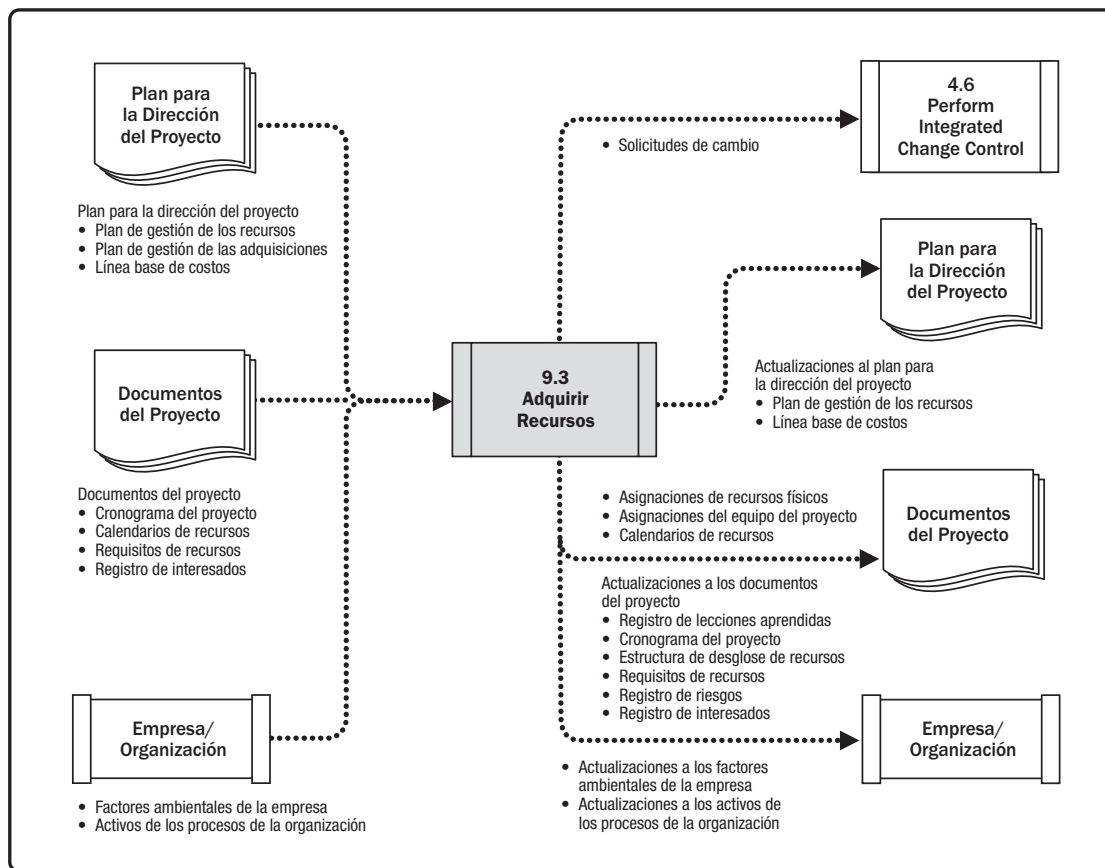 Plan para
la Dirección
del Proyecto
Plan para la dirección del proyecto
• Plan de gestión de los recursos
• Plan de gestión de las adquisiciones
• Línea base de costos
Documentos
del Proyecto
Documentos del proyecto
• Cronograma del proyecto
• Calendarios de recursos
• Requisitos de recursos
• Registro de interesados
Empresa/
Organización
• Factores ambientales de la empresa
• Activos de los procesos de la organización
9.3
Adquirir
Recursos
• Solicitudes de cambio
4.6
Perform
Integrated
Change Control
Plan para
la Dirección
del Proyecto
Actualizaciones al plan para
la dirección del proyecto
• Plan de gestión de los recursos
• Línea base de costos
• Asignaciones de recursos físicos
• Asignaciones del equipo del proyecto
• Calendarios de recursos
Documentos
del Proyecto
Actualizaciones a los documentos
del proyecto
• Registro de lecciones aprendidas
• Cronograma del proyecto
• Estructura de desglose de recursos
• Requisitos de recursos
• Registro de riesgos
• Registro de interesados
Empresa/
Organización
• Actualizaciones a los factores
ambientales de la empresa
• Actualizaciones a los activos de
los procesos de la organización